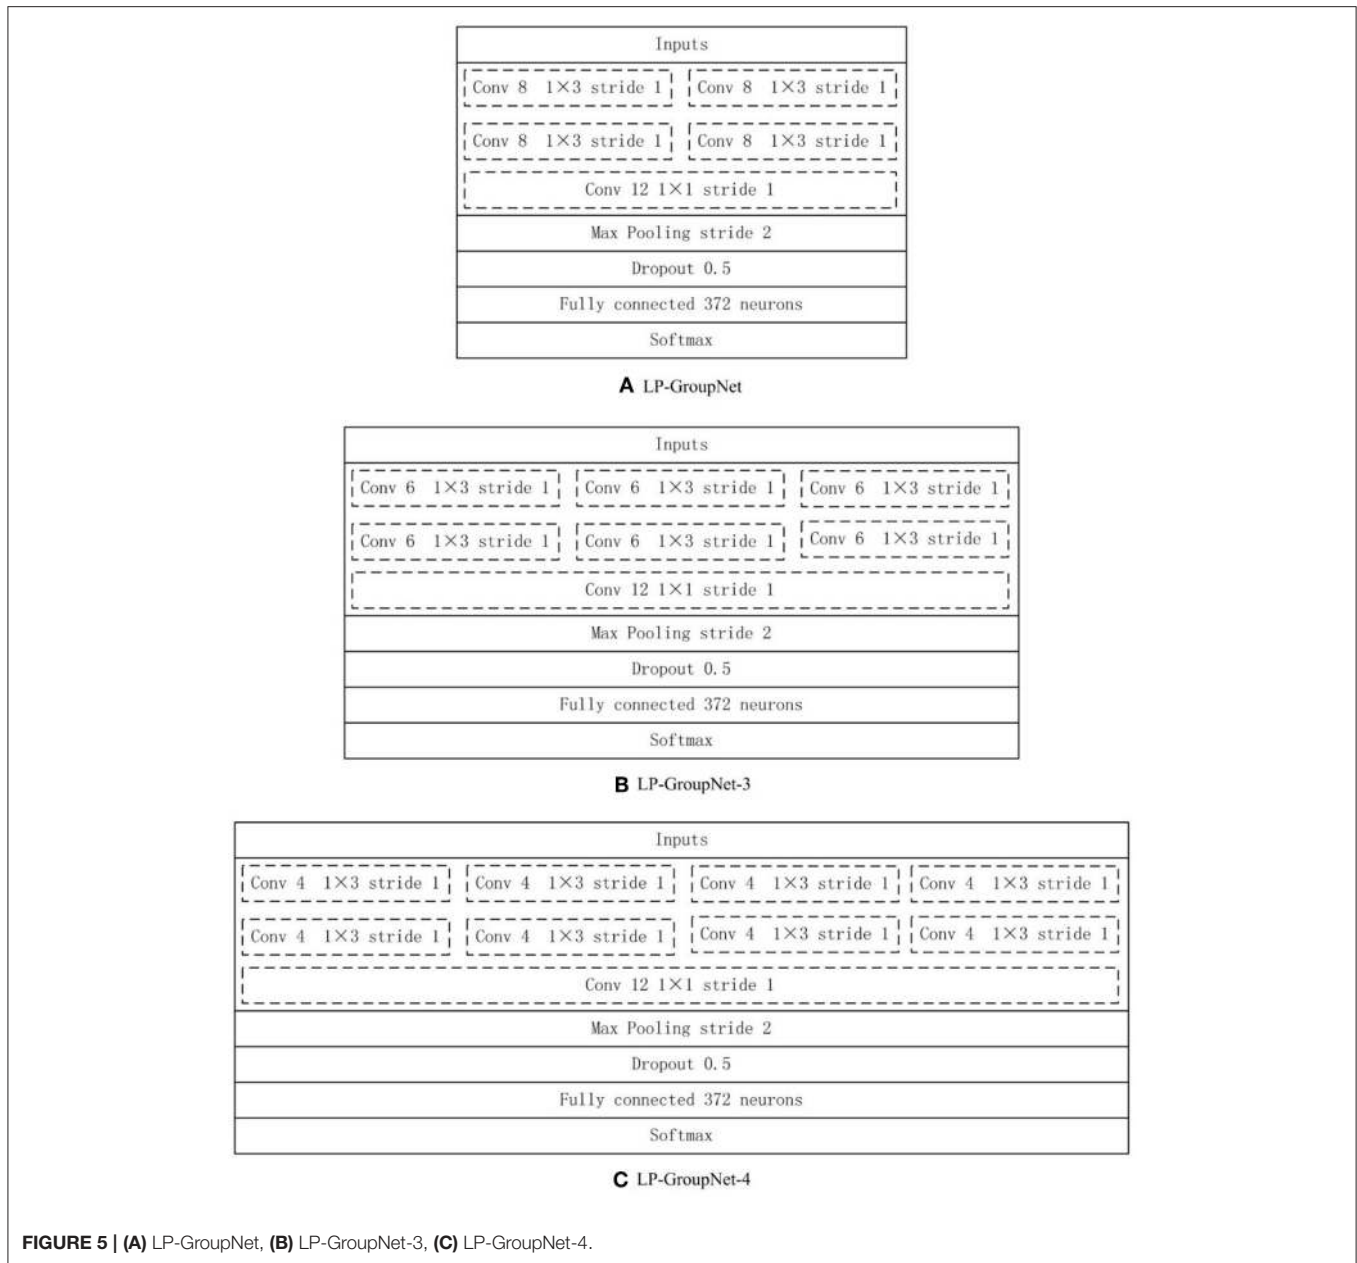 Inputs
Conv 8 1×3 stride 1 Conv 8 1×3 stride 1
Conv 8 1×3 stride 1 Conv 8 1×3 stride 1
Conv 12 1×1 stride 1
Max Pooling stride 2
Dropout 0.5
Fully connected 372 neurons
Softmax
A LP-GroupNet
Inputs
Conv 6 1×3 stride 1 Conv 6 1×3 stride 1 Conv 6 1×3 stride 1
Conv 6 1×3 stride 1 Conv 6 1×3 stride 1 Conv 6 1×3 stride 1
Conv 12 1×1 stride 1
Max Pooling stride 2
Dropout 0.5
Fully connected 372 neurons
Softmax
B LP-GroupNet-3
Inputs
Conv 4 1×3 stride 1 Conv 4 1×3 stride 1 Conv 4 1×3 stride 1 Conv 4 1×3 stride 1
Conv 4 1×3 stride 1 Conv 4 1×3 stride 1 Conv 4 1×3 stride 1 Conv 4 1×3 stride 1
Conv 12 1×1 stride 1
Max Pooling stride 2
Dropout 0.5
Fully connected 372 neurons
Softmax
C LP-GroupNet-4
FIGURE 5 | (A) LP-GroupNet, (B) LP-GroupNet-3, (C) LP-GroupNet-4.